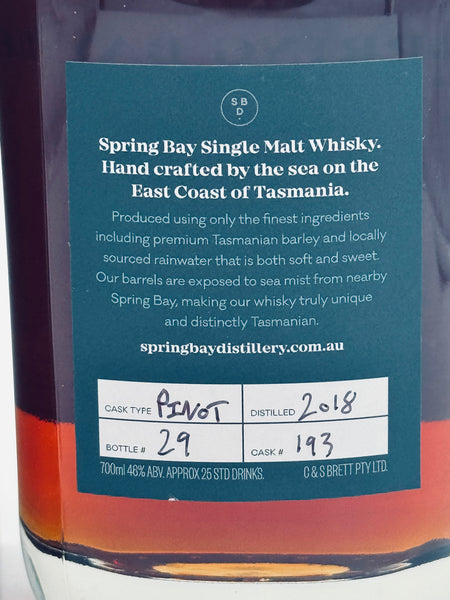 S B
D
Spring Bay Single Malt Whisky.
Hand crafted by the sea on the
East Coast of Tasmania.
Produced using only the finest ingredients
including premium Tasmanian barley and locally
sourced rainwater that is both soft and sweet.
Our barrels are exposed to sea mist from nearby
Spring Bay, making our whisky truly unique
and distinctly Tasmanian.
springbaydistillery.com.au
CASK TYPE PINOT DISTILLED 2018
BOTTLE # 29 CASK # 193
700ml 46% ABV. APPROX 25 STD DRINKS. C & S BRETT PTY LTD.